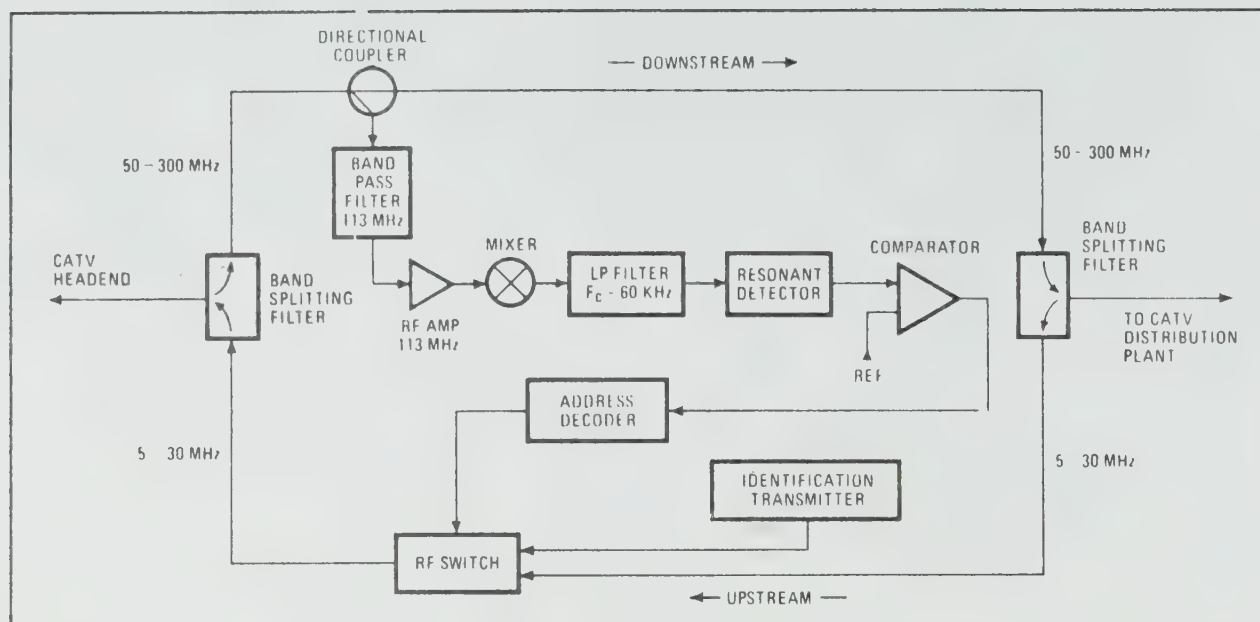 DIRECTIONAL
COUPLER
DOWNSTREAM
50 - 300 MHz
50 - 300 MHz
BAND
PASS
FILTER
113 MHz
CATV
HEADEND
BAND
SPLITTING
FILTER
RF AMP
113 MHz
MIXER
LP FILTER
Fc - 60 KHz
RESONANT
DETECTOR
COMPARATOR
REF
BAND
SPLITTING
FILTER
TO CATV
DISTRIBUTION
PLANT
ADDRESS
DECODER
5 30 MHz
5 30 MHz
IDENTIFICATION
TRANSMITTER
RF SWITCH
UPSTREAM